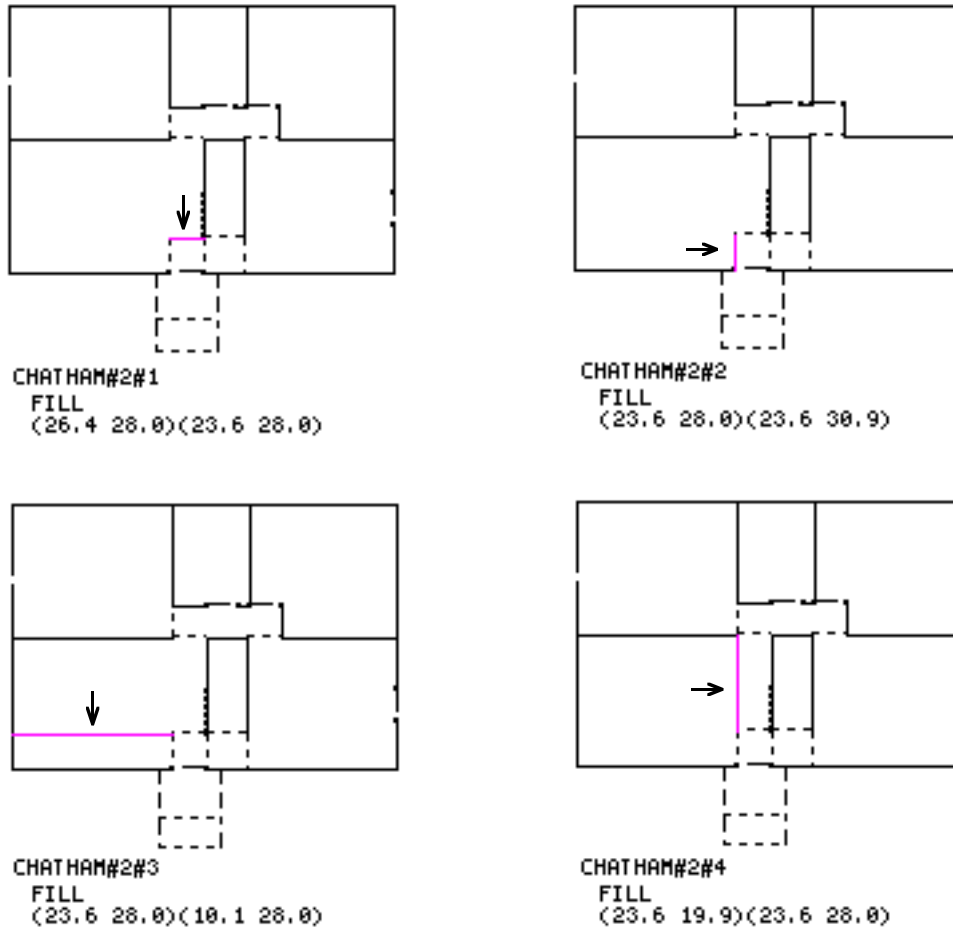 CHATHAM#2#1
FILL
(26.4 28.0)(23.6 28.0)
CHATHAM#2#2
FILL
(23.6 28.0)(23.6 30.9)
CHATHAM#2#3
FILL
(23.6 28.0)(10.1 28.0)
CHATHAM#2#4
FILL
(23.6 19.9)(23.6 28.0)